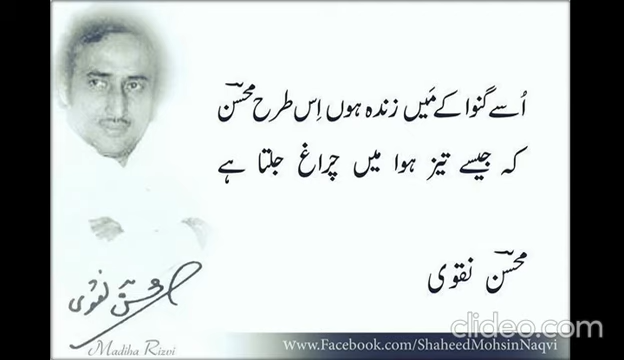 اُسے گنوا کے مَیں زندہ ہوں اِس طرح محسنؔ
کہ جیسے تیز ہوا میں چراغ جلتا ہے
محسنؔ نقوی
محسن نقوی
Madiha Rizvi
www.Facebook.com/ShaheedMohsinNaqvi
clideo.com